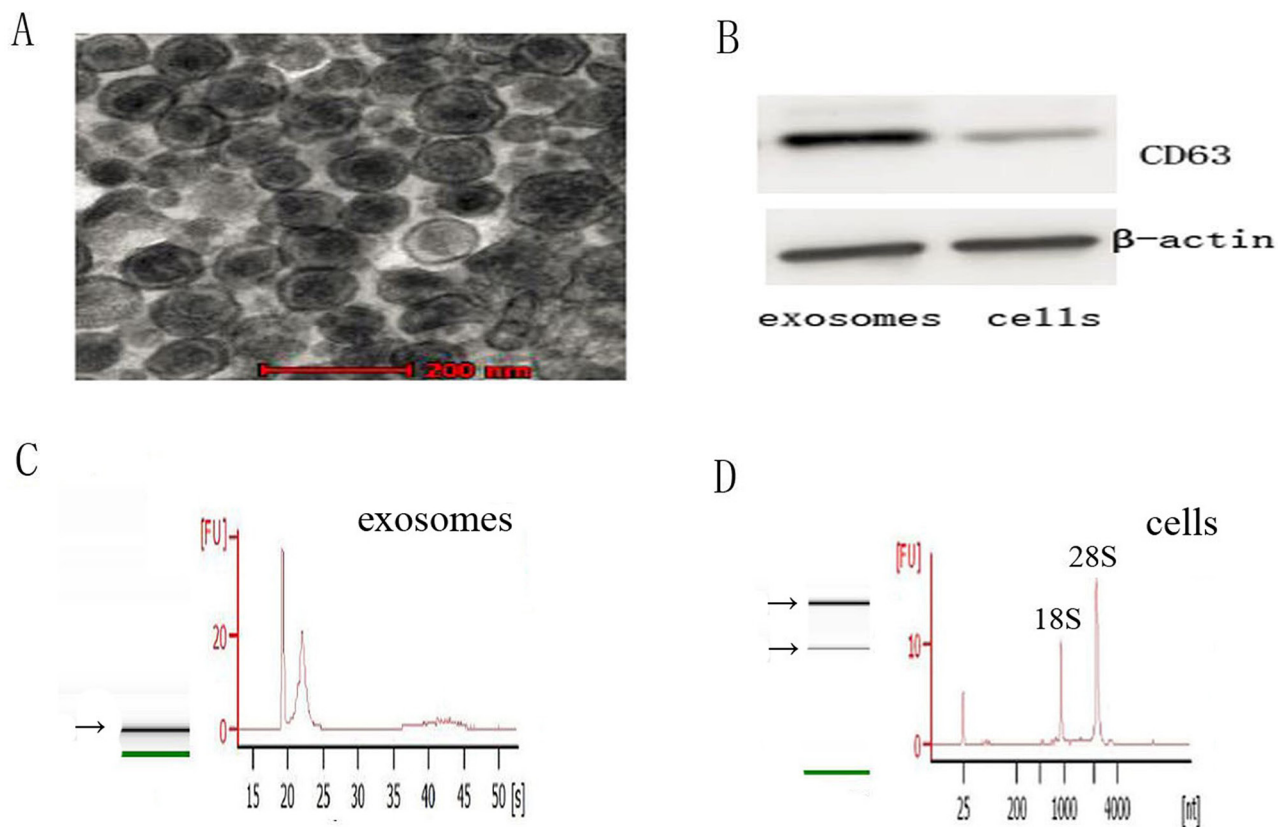 A
200 nm
B
CD63
β-actin
exosomes cells
C
exosomes
[FU]
20
0
15 20 25 30 35 40 45 50 [s]
→
D
cells
[FU]
28S
18S
10
0
25 200 1000 4000 [nt]
→
→